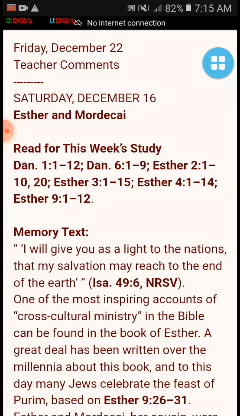 82% 7:15 AM
No internet connection
Friday, December 22
Teacher Comments
----------
SATURDAY, DECEMBER 16
Esther and Mordecai
Read for This Week's Study
Dan. 1:1–12; Dan. 6:1–9; Esther 2:1–
10, 20; Esther 3:1–15; Esther 4:1–14;
Esther 9:1–12.
Memory Text:
" 'I will give you as a light to the nations,
that my salvation may reach to the end
of the earth' " (Isa. 49:6, NRSV).
One of the most inspiring accounts of
"cross-cultural ministry" in the Bible
can be found in the book of Esther. A
great deal has been written over the
millennia about this book, and to this
day many Jews celebrate the feast of
Purim, based on Esther 9:26–31.